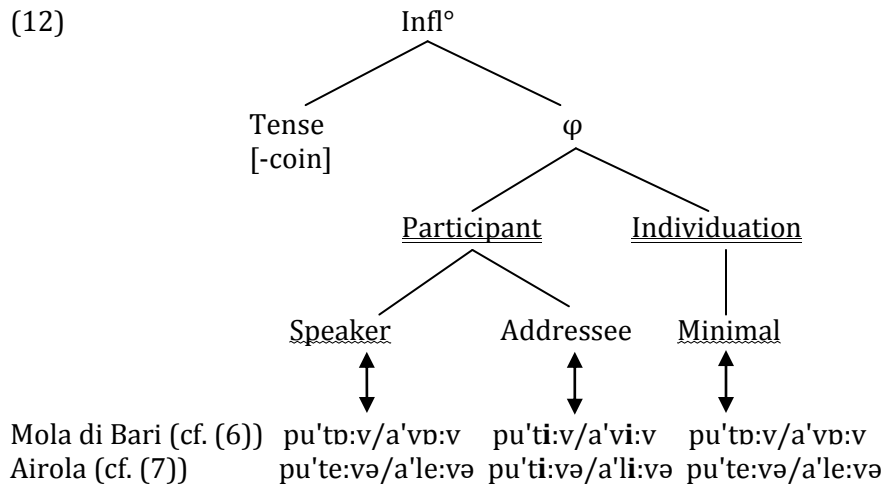 (12) Infl°
Tense φ
[-coin]
Participant Individuation
Speaker Addressee Minimal
Mola di Bari (cf. (6)) pu'tɒ:v/a'vɒ:v pu'ti:v/a'vi:v pu'tɒ:v/a'vɒ:v
Airola (cf. (7)) pu'te:və/a'le:və pu'ti:və/a'li:və pu'te:və/a'le:və